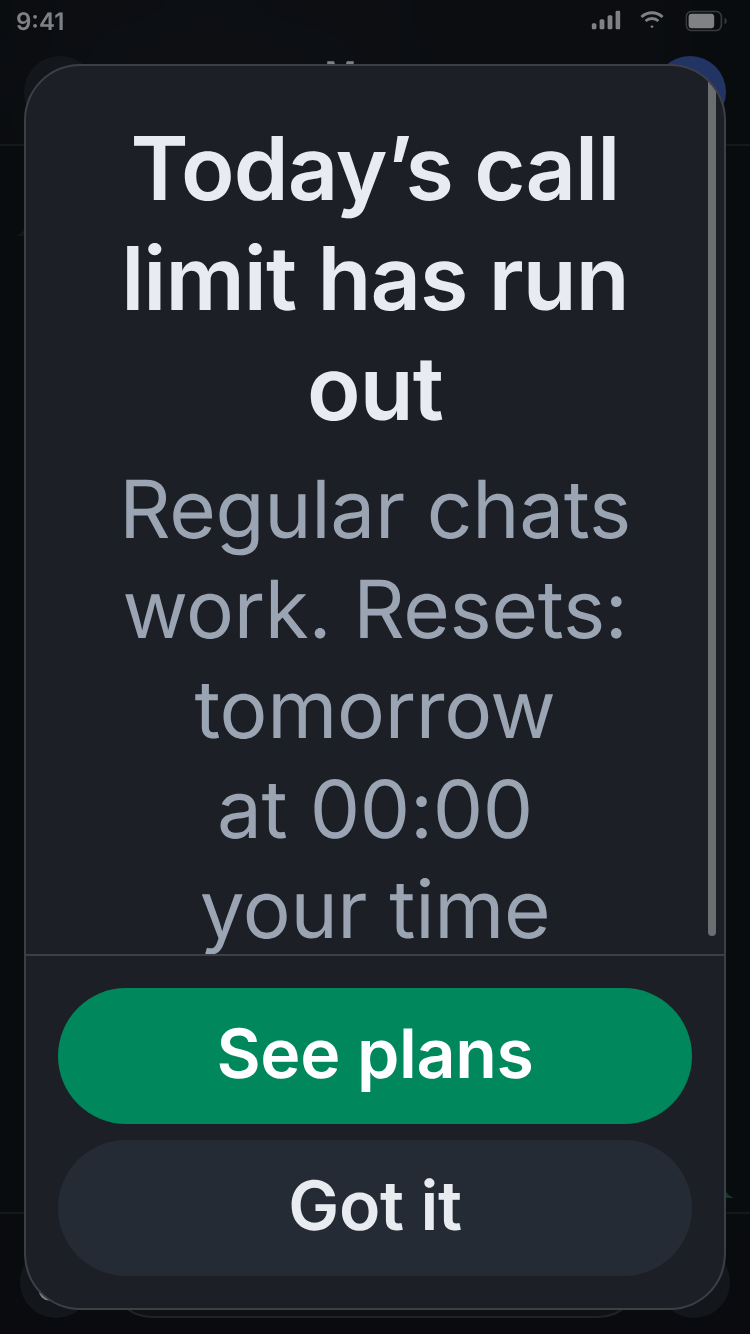 9:41
Today’s call
limit has run
out
Regular chats
work. Resets:
tomorrow
at 00:00
your time
See plans
Got it